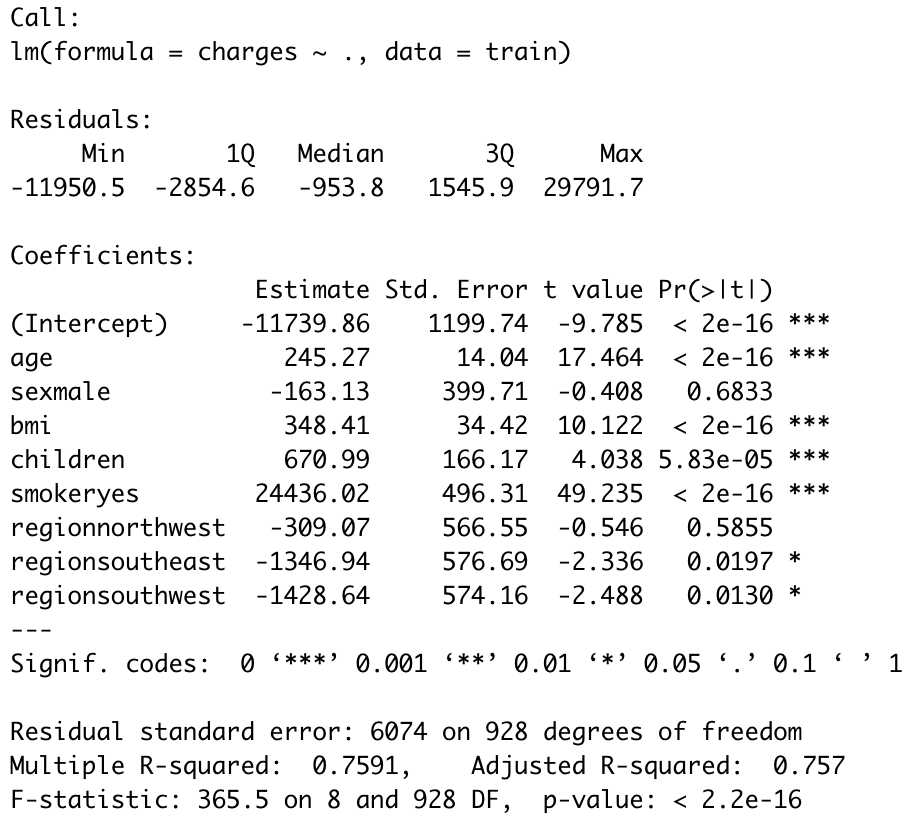 Call:
lm(formula = charges ~ ., data = train)
Residuals:
     Min       1Q   Median       3Q      Max
-11950.5  -2854.6   -953.8   1545.9  29791.7
Coefficients:
                 Estimate Std. Error t value Pr(>|t|)
(Intercept)     -11739.86    1199.74  -9.785  < 2e-16 ***
age                245.27      14.04  17.464  < 2e-16 ***
sexmale           -163.13     399.71  -0.408   0.6833
bmi                348.41      34.42  10.122  < 2e-16 ***
children           670.99     166.17   4.038 5.83e-05 ***
smokeryes        24436.02     496.31  49.235  < 2e-16 ***
regionnorthwest   -309.07     566.55  -0.546   0.5855
regionsoutheast  -1346.94     576.69  -2.336   0.0197 *
regionsouthwest  -1428.64     574.16  -2.488   0.0130 *
---
Signif. codes:  0 ‘***’ 0.001 ‘**’ 0.01 ‘*’ 0.05 ‘.’ 0.1 ‘ ’ 1
Residual standard error: 6074 on 928 degrees of freedom
Multiple R-squared:  0.7591,	Adjusted R-squared:  0.757
F-statistic: 365.5 on 8 and 928 DF,  p-value: < 2.2e-16